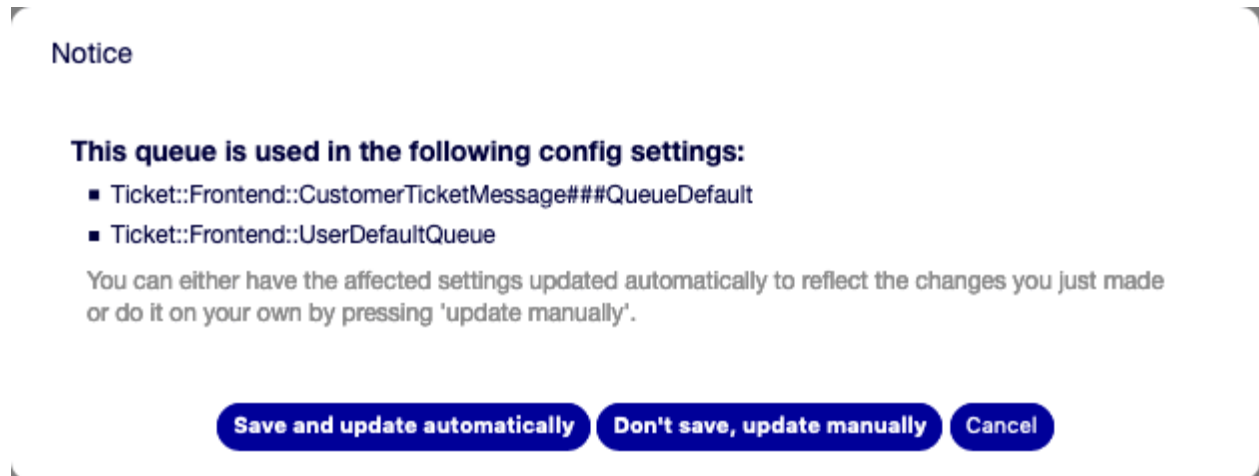 Notice
This queue is used in the following config settings:
Ticket::Frontend::CustomerTicketMessage###QueueDefault
Ticket::Frontend::UserDefaultQueue
You can either have the affected settings updated automatically to reflect the changes you just made
or do it on your own by pressing 'update manually'.
Save and update automatically Don't save, update manually Cancel